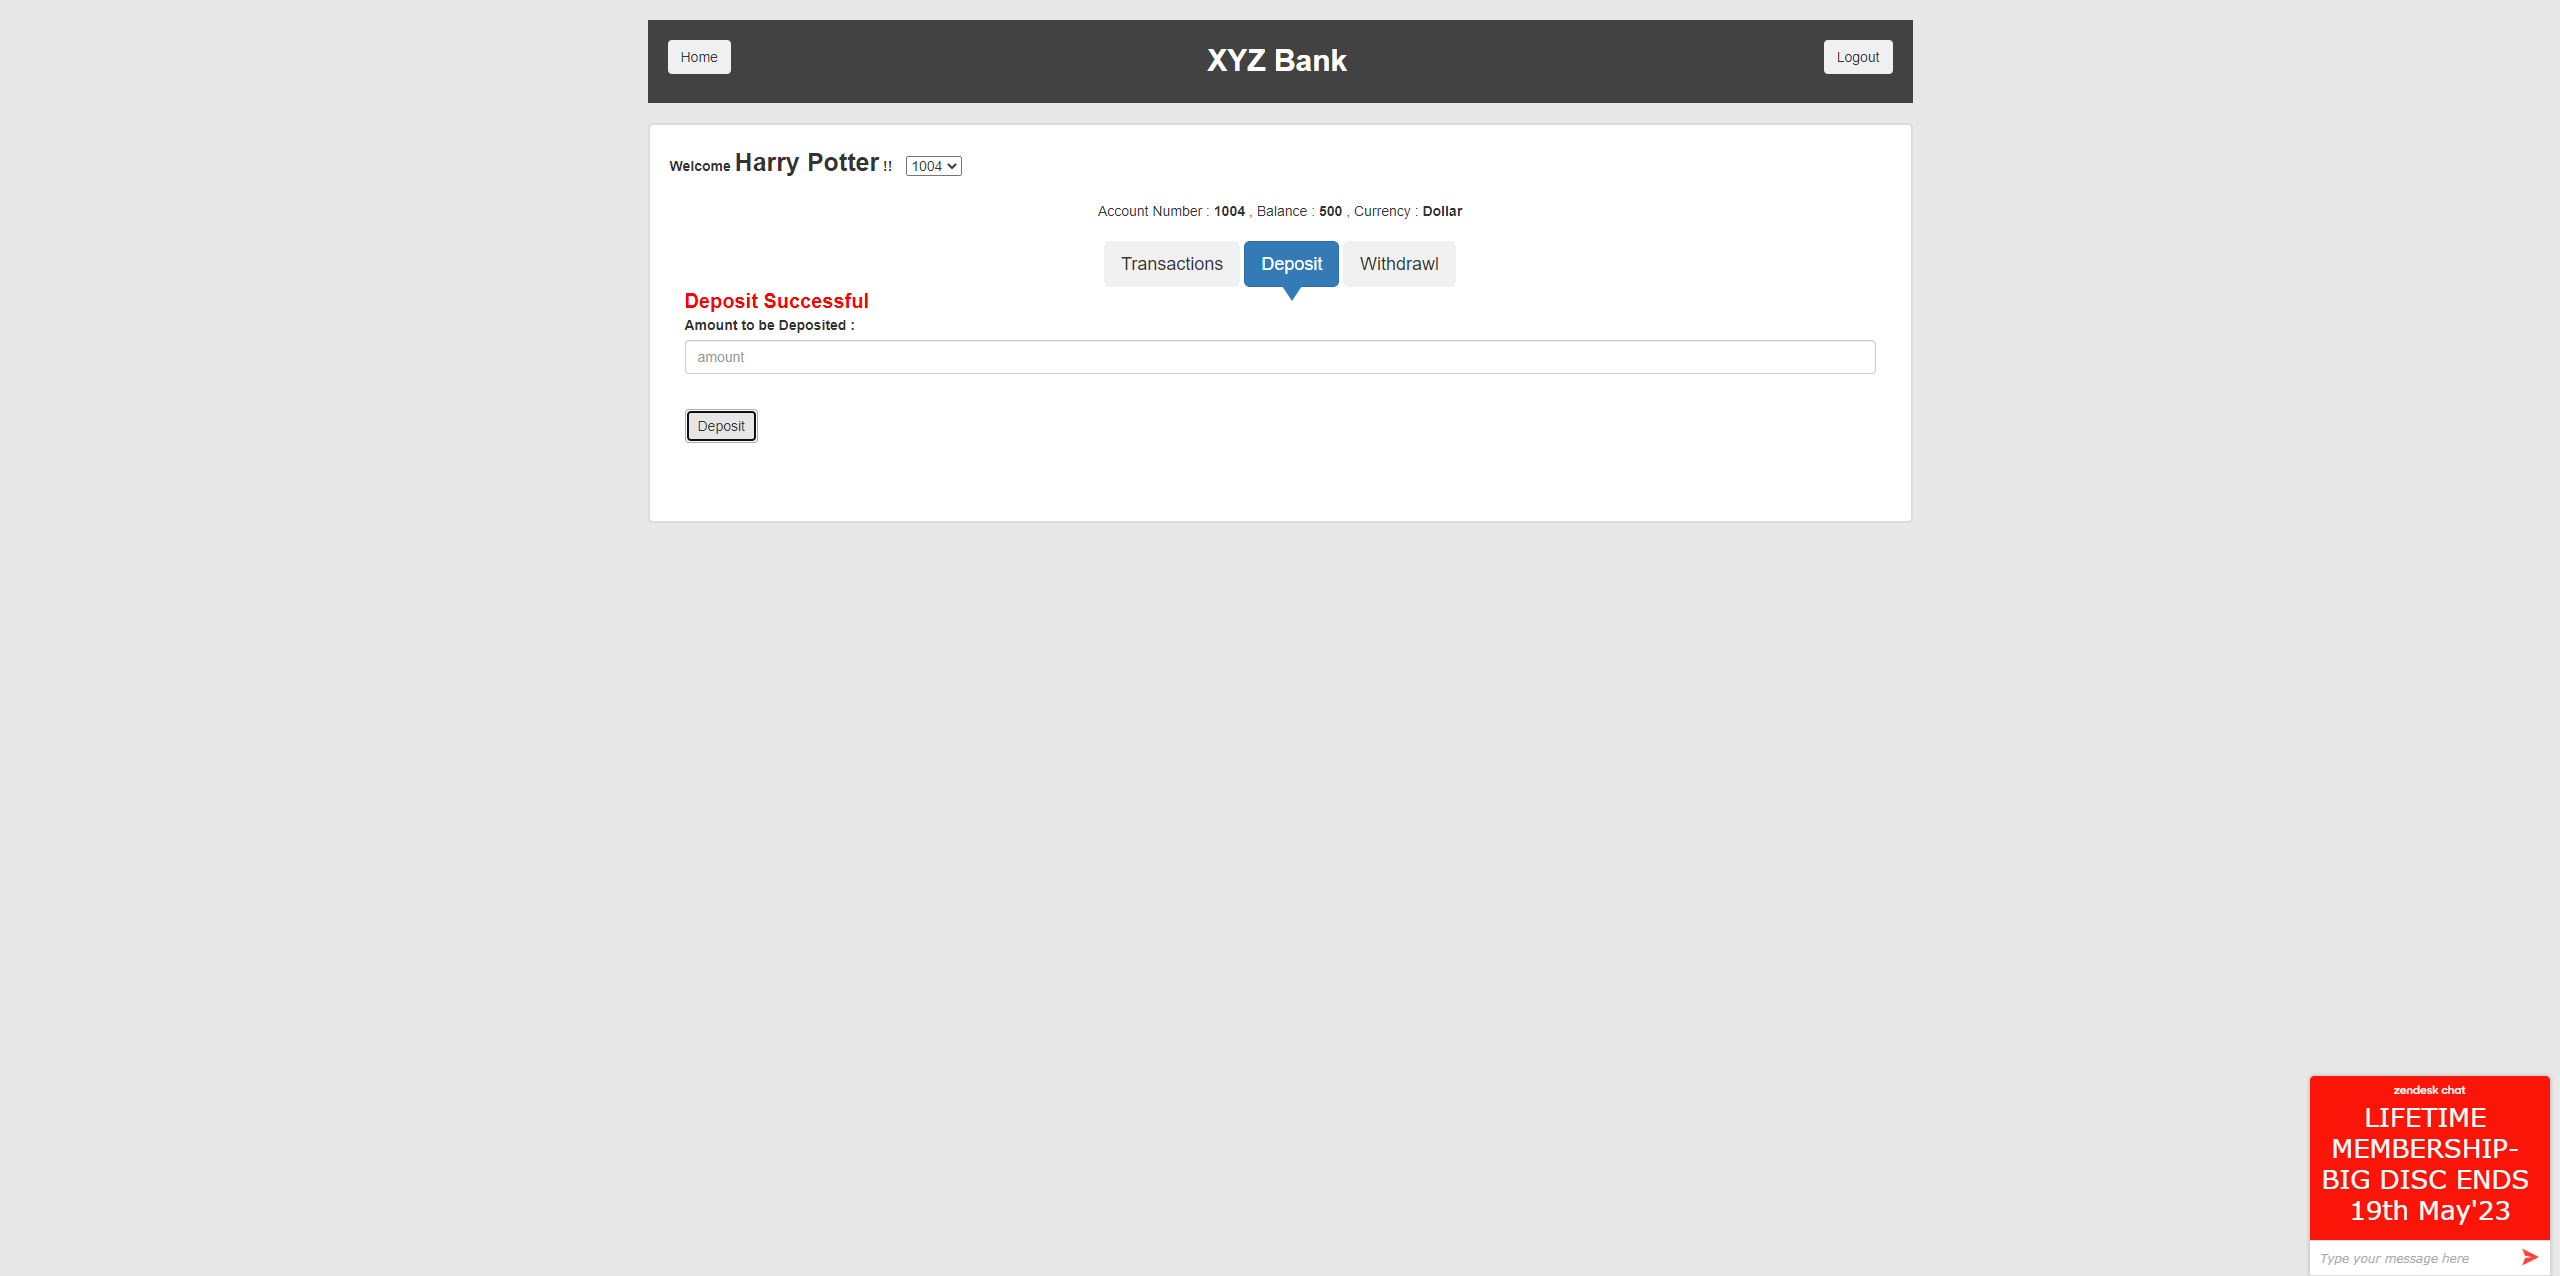 Home
XYZ Bank
Logout
Welcome Harry Potter !! 1004
Account Number : 1004 , Balance : 500 , Currency : Dollar
Transactions Deposit Withdrawl
Deposit Successful
Amount to be Deposited :
amount
Deposit
zendesk chat
LIFETIME
MEMBERSHIP-
BIG DISC ENDS
19th May'23
Type your message here